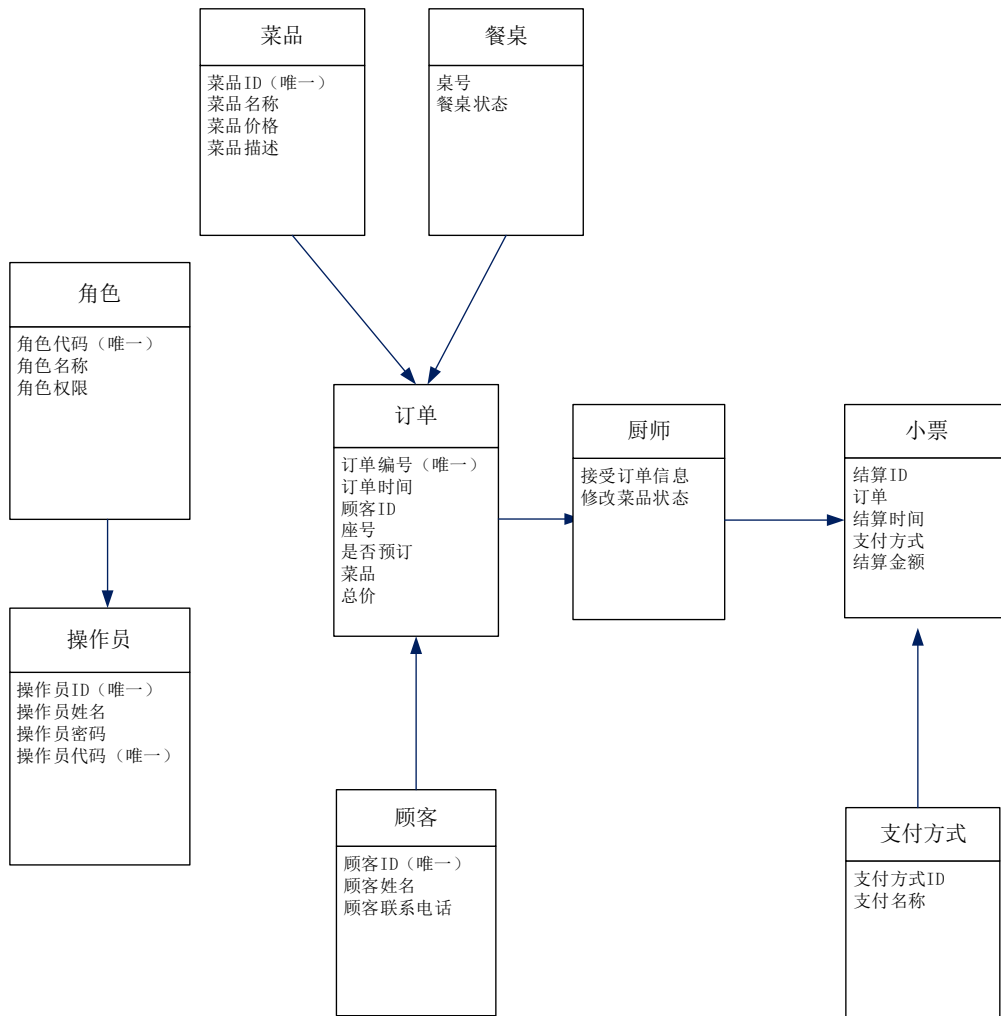 菜品
菜品ID（唯一）
菜品名称
菜品价格
菜品描述
餐桌
桌号
餐桌状态
角色
角色代码（唯一）
角色名称
角色权限
订单
订单编号（唯一）
订单时间
顾客ID
座号
是否预订
菜品
总价
厨师
接受订单信息
修改菜品状态
小票
结算ID
订单
结算时间
支付方式
结算金额
操作员
操作员ID（唯一）
操作员姓名
操作员密码
操作员代码（唯一）
顾客
顾客ID（唯一）
顾客姓名
顾客联系电话
支付方式
支付方式ID
支付名称